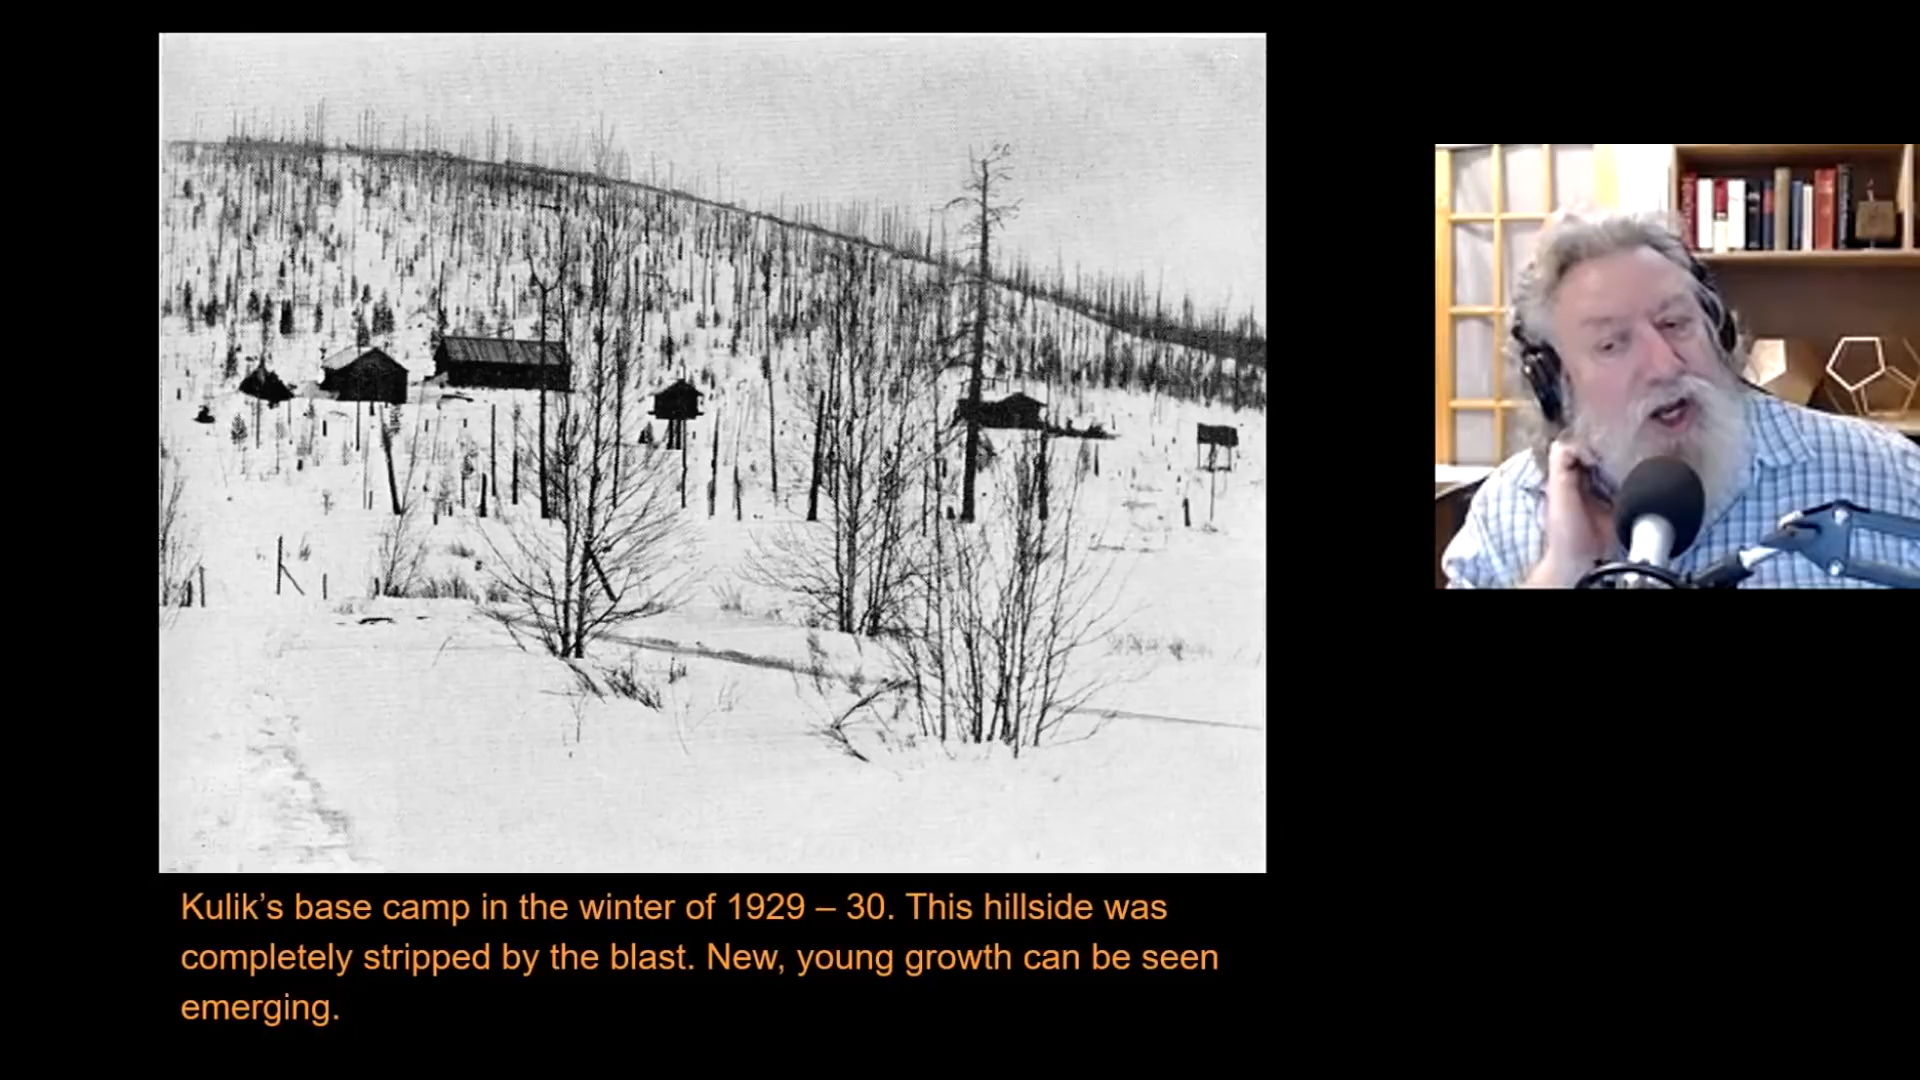 Kulik’s base camp in the winter of 1929 – 30. This hillside was
completely stripped by the blast. New, young growth can be seen
emerging.